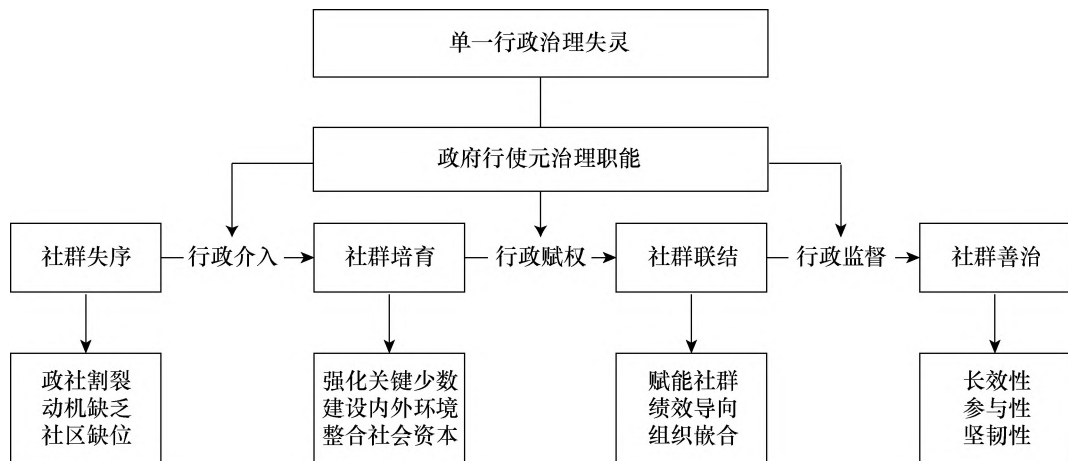 单一行政治理失灵
政府行使元治理职能
社群失序
行政介入
社群培育
行政赋权
社群联结
行政监督
社群善治
政社割裂
动机缺乏
社区缺位
强化关键少数
建设内外环境
整合社会资本
赋能社群
绩效导向
组织嵌合
长效性
参与性
坚韧性